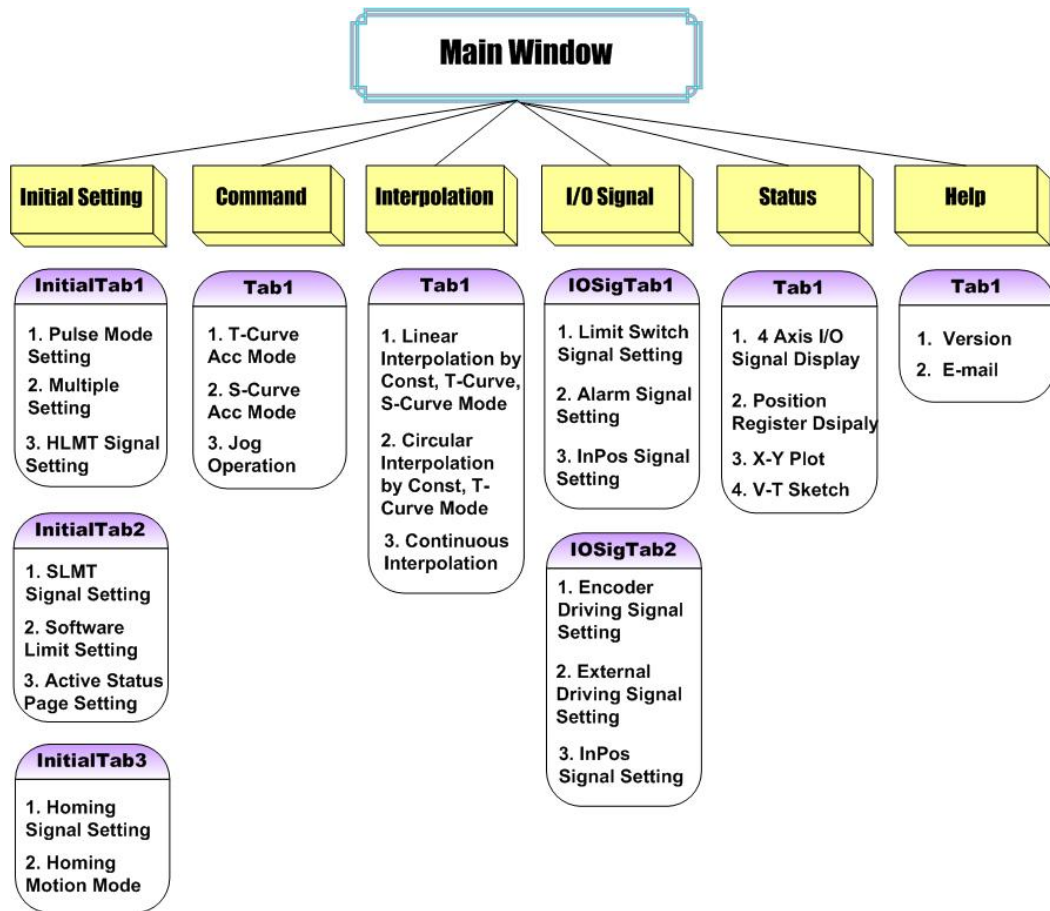 Main Window
Initial Setting
Command
Interpolation
I/O Signal
Status
Help
InitialTab1
1. Pulse Mode
Setting
2. Multiple
Setting
3. HLMT Signal
Setting
InitialTab2
1. SLMT
Signal Setting
2. Software
Limit Setting
3. Active Status
Page Setting
InitialTab3
1. Homing
Signal Setting
2. Homing
Motion Mode
Tab1
1. T-Curve
Acc Mode
2. S-Curve
Acc Mode
3. Jog
Operation
Tab1
1. Linear
Interpolation by
Const, T-Curve,
S-Curve Mode
2. Circular
Interpolation
by Const, T-
Curve Mode
3. Continuous
Interpolation
IOSigTab1
1. Limit Switch
Signal Setting
2. Alarm Signal
Setting
3. InPos Signal
Setting
IOSigTab2
1. Encoder
Driving Signal
Setting
2. External
Driving Signal
Setting
3. InPos
Signal Setting
Tab1
1. 4 Axis I/O
Signal Display
2. Position
Register Dsipaly
3. X-Y Plot
4. V-T Sketch
Tab1
1. Version
2. E-mail